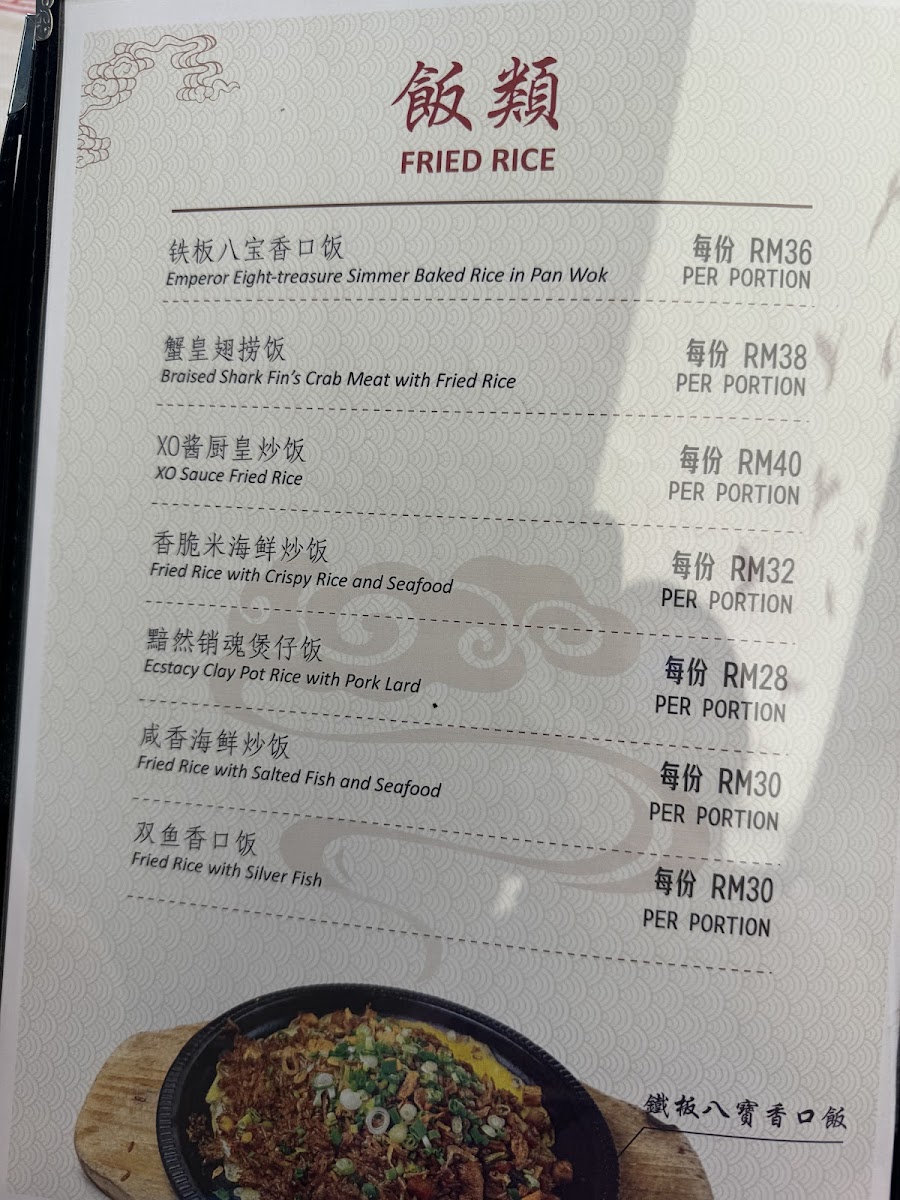 飯類
FRIED RICE
铁板八宝香口饭
Emperor Eight-treasure Simmer Baked Rice in Pan Wok
每份 RM36
PER PORTION
蟹皇翅捞饭
Braised Shark Fin's Crab Meat with Fried Rice
每份 RM38
PER PORTION
XO酱厨皇炒饭
XO Sauce Fried Rice
每份 RM40
PER PORTION
香脆米海鲜炒饭
Fried Rice with Crispy Rice and Seafood
每份 RM32
PER PORTION
黯然销魂煲仔饭
Ecstacy Clay Pot Rice with Pork Lard
每份 RM28
PER PORTION
咸香海鲜炒饭
Fried Rice with Salted Fish and Seafood
每份 RM30
PER PORTION
双鱼香口饭
Fried Rice with Silver Fish
每份 RM30
PER PORTION
鐵板八寶香口飯